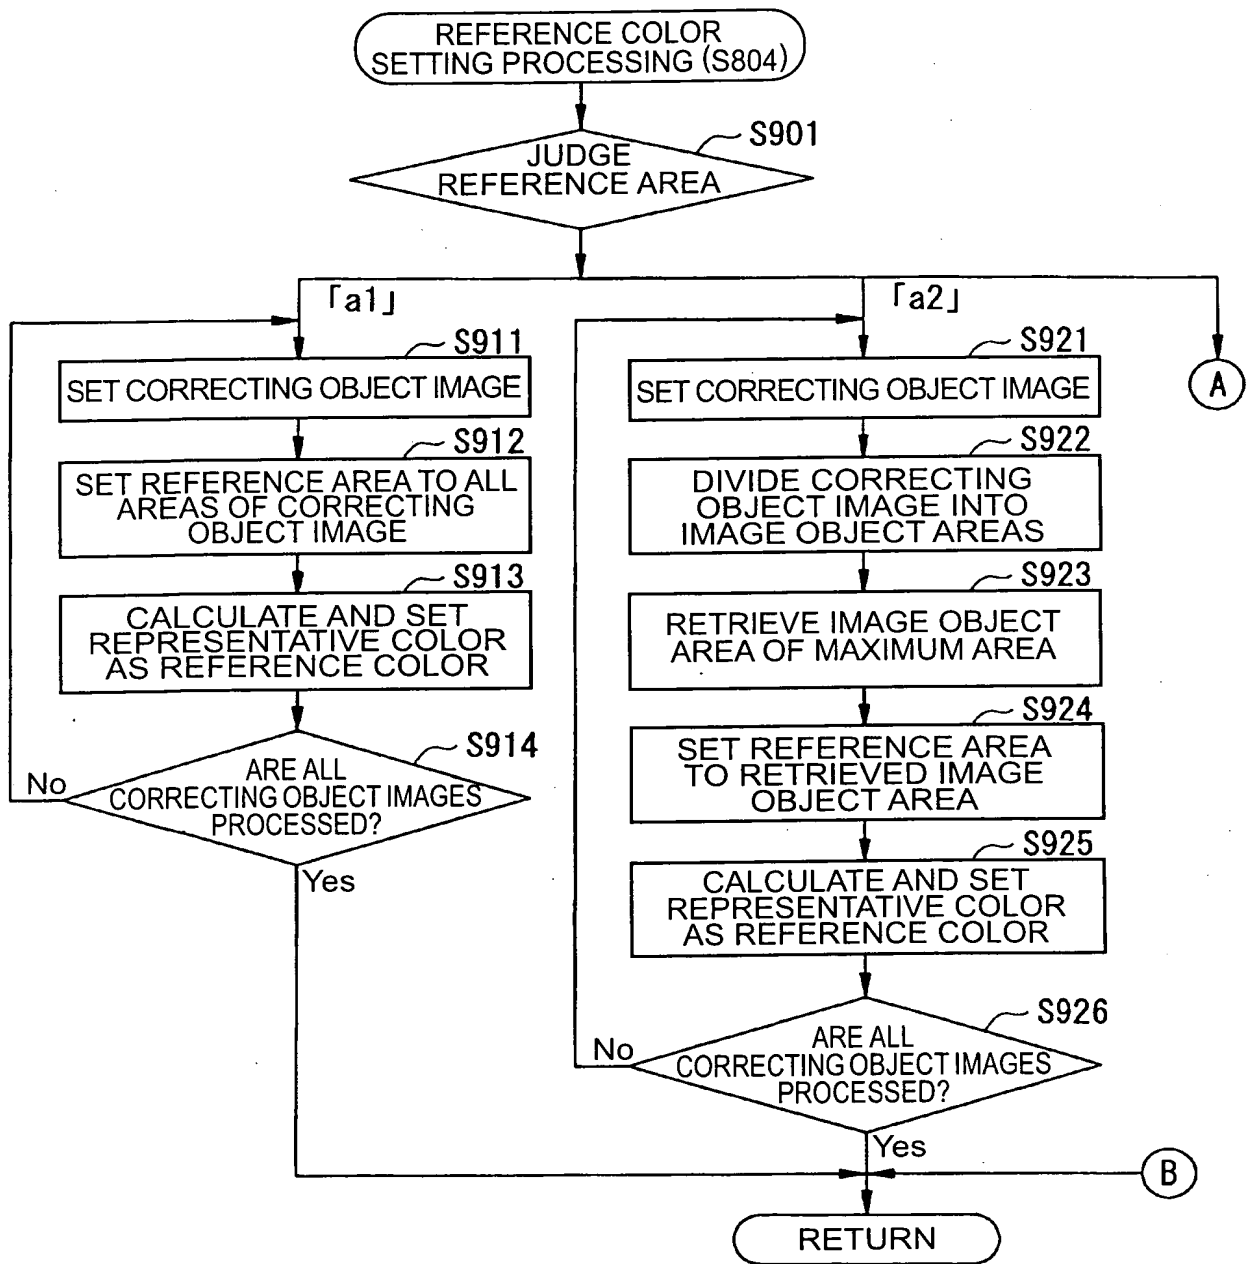 REFERENCE COLOR
SETTING PROCESSING (S804)
S901
JUDGE
REFERENCE AREA
「a1」
S911
SET CORRECTING OBJECT IMAGE
S912
SET REFERENCE AREA TO ALL
AREAS OF CORRECTING
OBJECT IMAGE
S913
CALCULATE AND SET
REPRESENTATIVE COLOR
AS REFERENCE COLOR
S914
ARE ALL
CORRECTING OBJECT IMAGES
PROCESSED?
No
Yes
「a2」
S921
SET CORRECTING OBJECT IMAGE
S922
DIVIDE CORRECTING
OBJECT IMAGE INTO
IMAGE OBJECT AREAS
S923
RETRIEVE IMAGE OBJECT
AREA OF MAXIMUM AREA
S924
SET REFERENCE AREA
TO RETRIEVED IMAGE
OBJECT AREA
S925
CALCULATE AND SET
REPRESENTATIVE COLOR
AS REFERENCE COLOR
S926
ARE ALL
CORRECTING OBJECT IMAGES
PROCESSED?
No
Yes
A
B
RETURN